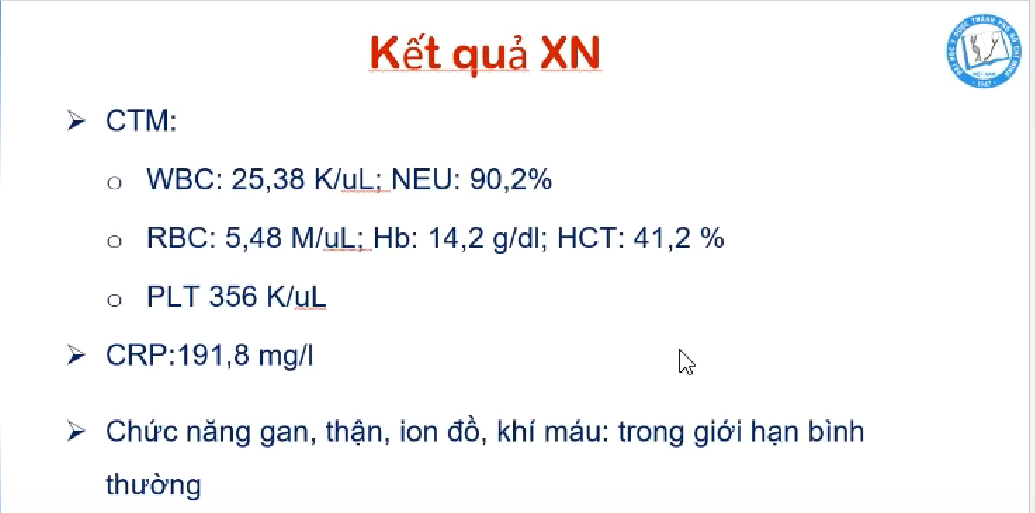 Kết quả XN
➢ CTM:
o WBC: 25,38 K/uL; NEU: 90,2%
o RBC: 5,48 M/uL; Hb: 14,2 g/dl; HCT: 41,2 %
o PLT 356 K/uL
➢ CRP:191,8 mg/l
➢ Chức năng gan, thận, ion đồ, khí máu: trong giới hạn bình
thường